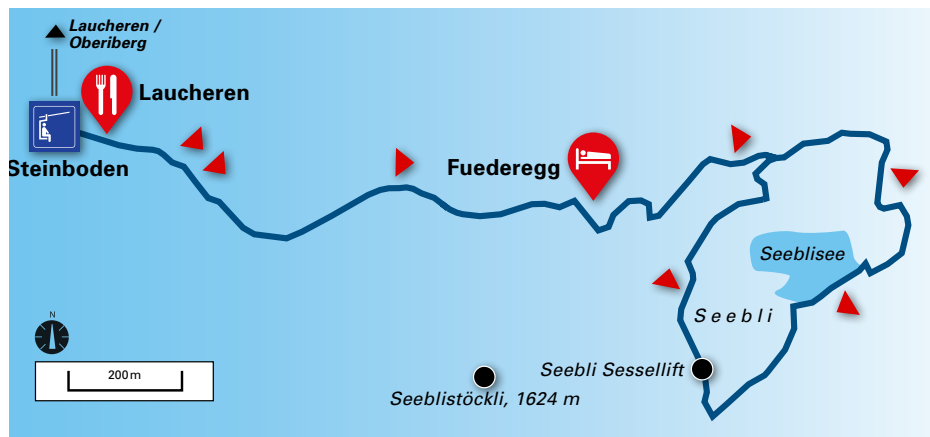 Laucheren /
Oberiberg
Laucheren
Steinboden
Fuederegg
Seeblisee
Seebli
N
200 m
Seebli Sessellift
Seeblistöckli, 1624 m